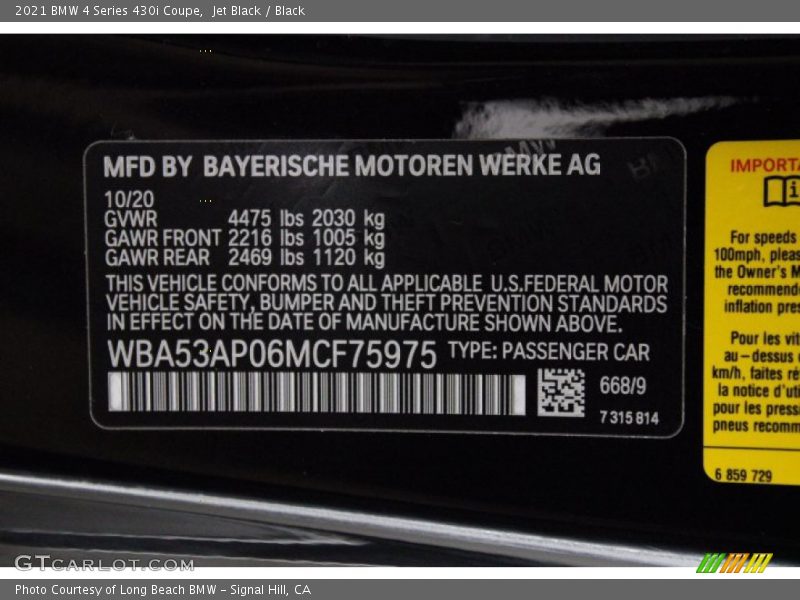 2021 BMW 4 Series 430i Coupe, Jet Black / Black
MFD BY BAYERISCHE MOTOREN WERKE AG
10/20
GVWR 4475 lbs 2030 kg
GAWR FRONT 2216 lbs 1005 kg
GAWR REAR 2469 lbs 1120 kg
THIS VEHICLE CONFORMS TO ALL APPLICABLE U.S.FEDERAL MOTOR
VEHICLE SAFETY, BUMPER AND THEFT PREVENTION STANDARDS
IN EFFECT ON THE DATE OF MANUFACTURE SHOWN ABOVE.
WBA53AP06MCF75975 TYPE: PASSENGER CAR
668/9
7 315 814
IMPORTA
For speeds
100mph, pleas
the Owner's M
recommende
inflation pres
Pour les vit
au-dessus
km/h, faites ré
la notice d'uti
pour les press
pneus recomm
6 859 729
GTCARLOT.COM
Photo Courtesy of Long Beach BMW - Signal Hill, CA